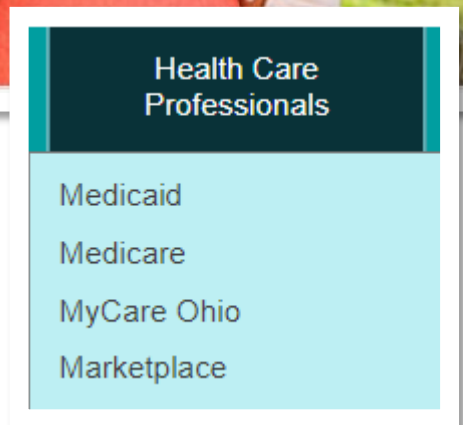 Health Care
Professionals
Medicaid
Medicare
MyCare Ohio
Marketplace